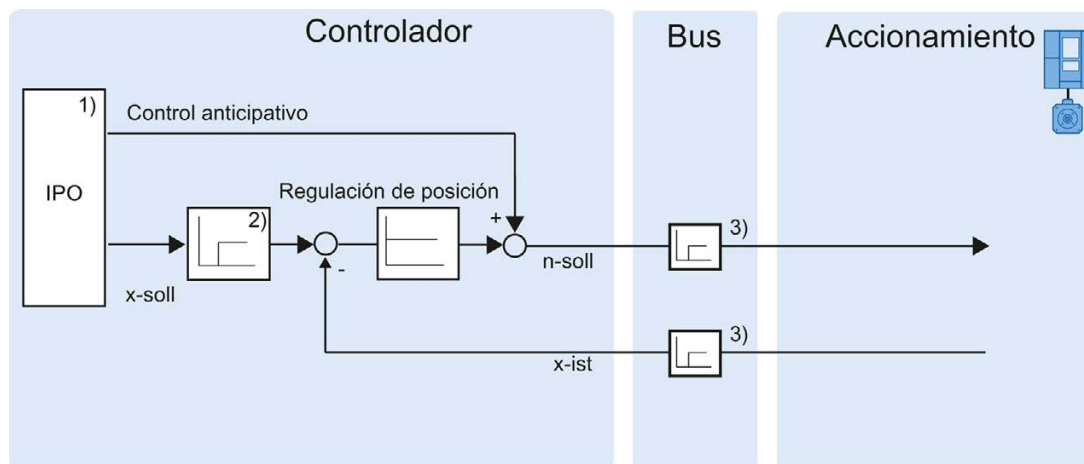 Controlador
Bus
Accionamiento
1)
Control anticipativo
IPO
Regulación de posición
2)
+
3)
-
n-soll
x-soll
3)
x-ist